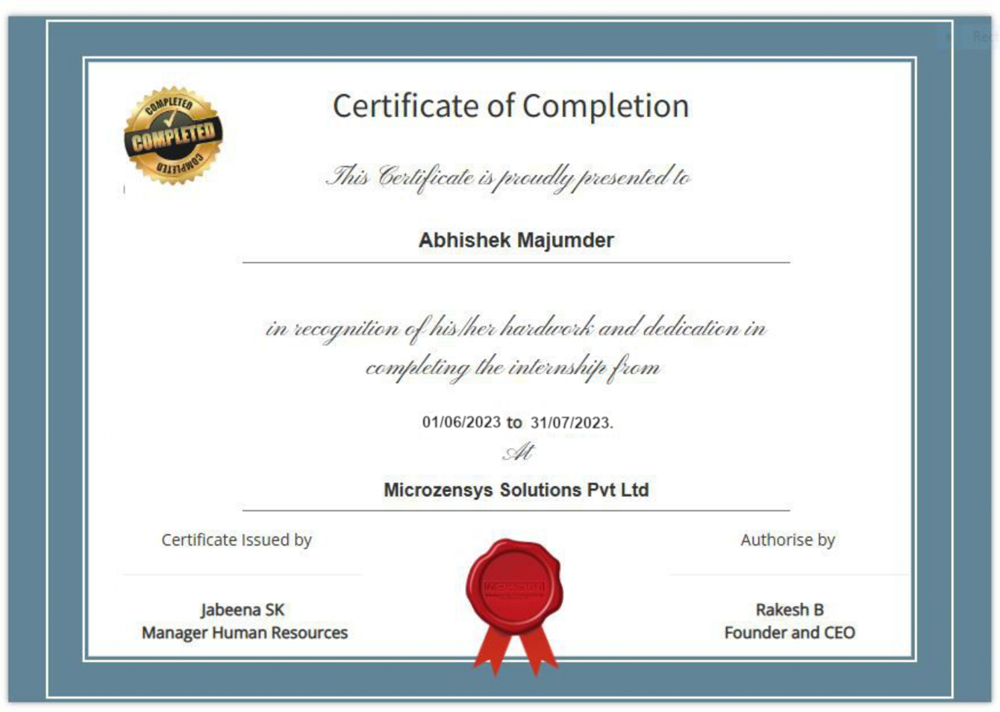 Certificate of Completion
COMPLETED
COMPLETED
COMPLETED
This Certificate is proudly presented to
Abhishek Majumder
in recognition of his/her hardwork and dedication in
completing the internship from
01/06/2023 to 31/07/2023.
At
Microzensys Solutions Pvt Ltd
Certificate Issued by
Authorise by
Jabeena SK
Manager Human Resources
Rakesh B
Founder and CEO